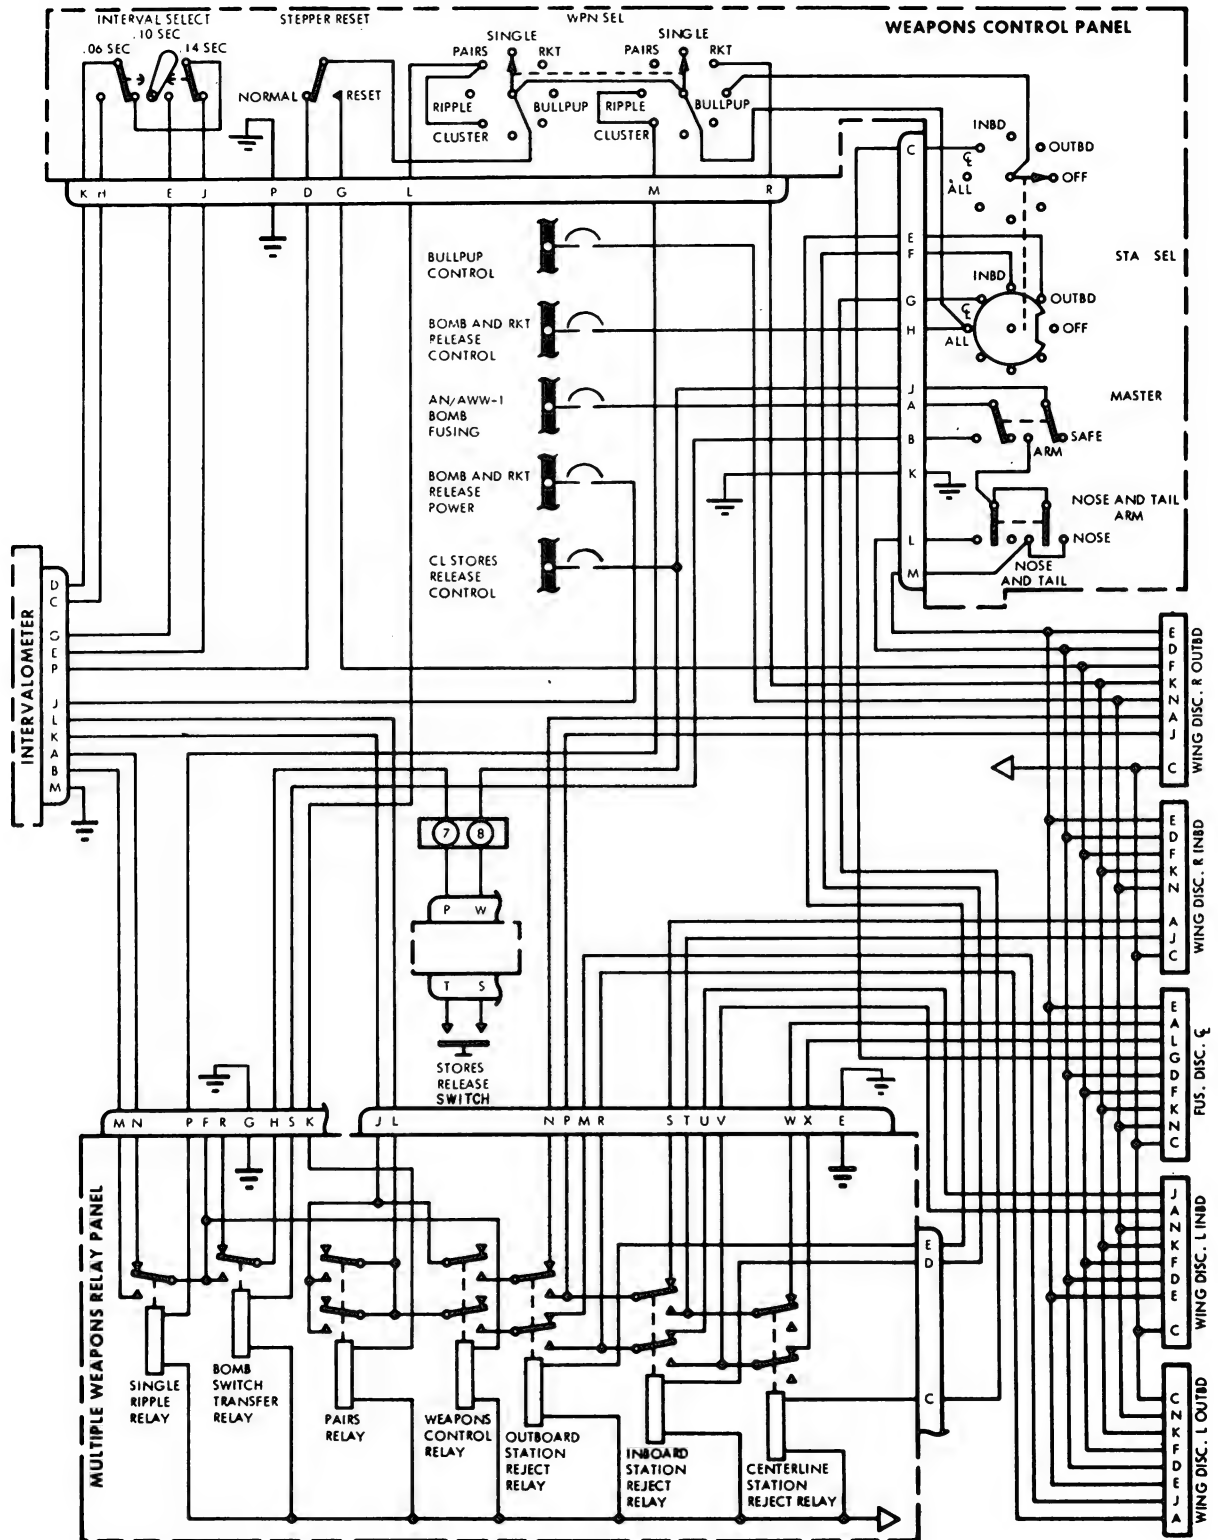 WEAPONS CONTROL PANEL
INTERVAL SELECT
.06 SEC
.10 SEC
.14 SEC
STEPPER RESET
NORMAL
RESET
WPN SEL
SINGLE
PAIRS
RKT
RIPPLE
BULLPUP
CLUSTER
SINGLE
PAIRS
RKT
RIPPLE
BULLPUP
CLUSTER
K H E J P D G L M R
C
E
F
G
H
J
A
B
K
L
M
INBD
OUTBD
℄
ALL
OFF
STA SEL
INBD
OUTBD
℄
ALL
OFF
MASTER
SAFE
ARM
NOSE AND TAIL
ARM
NOSE
NOSE
AND TAIL
BULLPUP
CONTROL
BOMB AND RKT
RELEASE
CONTROL
AN/AWW-1
BOMB
FUSING
BOMB AND RKT
RELEASE
POWER
CL STORES
RELEASE
CONTROL
INTERVALOMETER
D
C
G
E
P
J
L
K
A
B
M
7 8
P W
T S
STORES
RELEASE
SWITCH
WING DISC. R OUTBD
E
D
F
K
N
A
J
C
WING DISC. R INBD
E
D
F
K
N
A
J
C
FUS. DISC. ℄
E
A
L
G
D
F
K
N
C
WING DISC. L INBD
J
A
N
K
F
D
E
C
WING DISC. L OUTBD
C
N
K
F
D
E
J
A
MULTIPLE WEAPONS RELAY PANEL
M N P F R G H S K J L N P M R S T U V W X E
E
D
C
SINGLE
RIPPLE
RELAY
BOMB
SWITCH
TRANSFER
RELAY
PAIRS
RELAY
WEAPONS
CONTROL
RELAY
OUTBOARD
STATION
REJECT
RELAY
INBOARD
STATION
REJECT
RELAY
CENTERLINE
STATION
REJECT RELAY